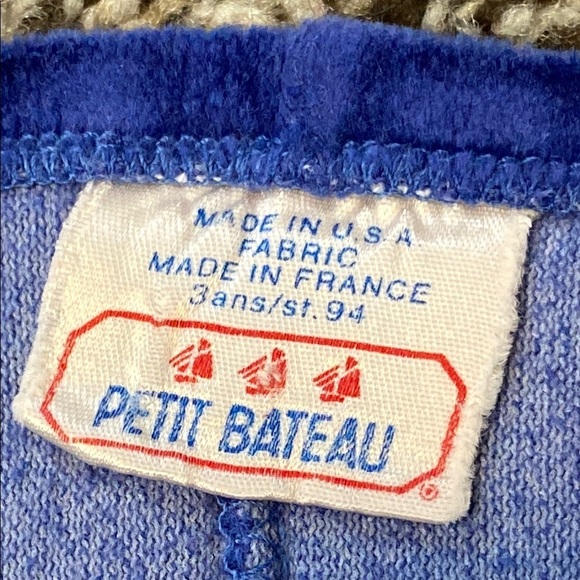 MADE IN U.S.A
FABRIC
MADE IN FRANCE
3ans/st. 94
PETIT BATEAU
®